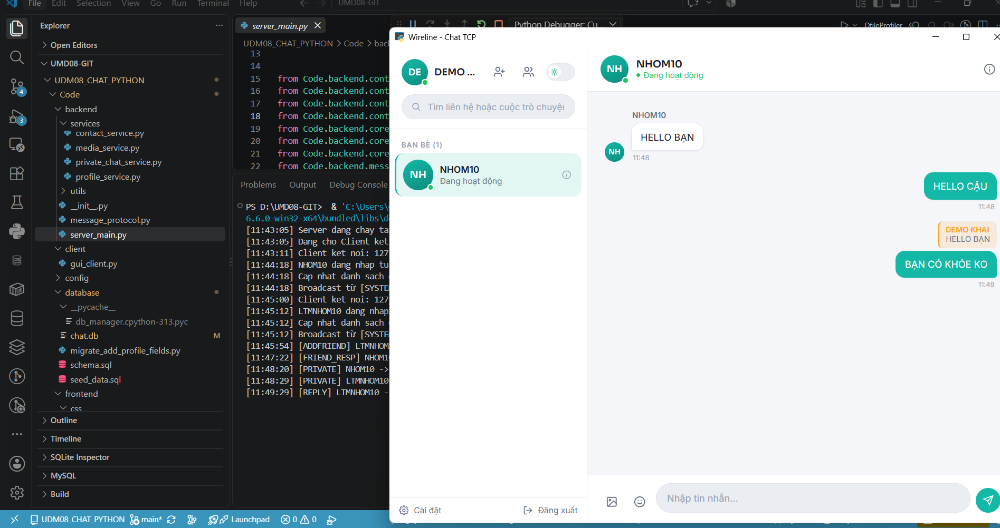 File Edit Selection View Go Run Terminal Help
UMD08-GIT
Explorer
Open Editors
UMD08-GIT
UDM08_CHAT_PYTHON
Code
backend
services
contact_service.py
media_service.py
private_chat_service.py
profile_service.py
utils
__init__.py
message_protocol.py
server_main.py
client
gui_client.py
config
database
__pycache__
db_manager.cpython-313.pyc
chat.db M
migrate_add_profile_fields.py
schema.sql
seed_data.sql
frontend
css
Outline
Timeline
SQLite Inspector
MySQL
Build
4
3
server_main.py
Python Debugger: Cu...
DfileProfiler
UDM08_CHAT_PYTHON > Code > back
13
14
15 from Code.backend.cont
16 from Code.backend.cont
17 from Code.backend.cont
18 from Code.backend.cont
19 from Code.backend.core
20 from Code.backend.core
21 from Code.backend.core
22 from Code.backend.mess
Problems Output Debug Console
PS D:\UMD08-GIT> & 'C:\Users\
6.6.0-win32-x64\bundled\libs\de
[11:43:05] Server dang chay ta
[11:43:05] Dang cho Client ket
[11:43:11] Client ket noi: 127
[11:44:18] NHOM10 dang nhap tu
[11:44:18] Cap nhat danh sach
[11:44:18] Broadcast từ [SYSTEM
[11:45:00] Client ket noi: 127
[11:45:12] LTMNHOM10 dang nhap
[11:45:12] Cap nhat danh sach
[11:45:12] Broadcast từ [SYSTEM
[11:45:54] [ADDFRIEND] LTMNHOM
[11:47:22] [FRIEND_RESP] NHOM10
[11:48:20] [PRIVATE] NHOM10 ->
[11:48:29] [PRIVATE] LTMNHOM10
[11:49:29] [REPLY] LTMNHOM10 -
Wireline - Chat TCP
DE
DEMO ...
Tìm liên hệ hoặc cuộc trò chuyện
BẠN BÈ (1)
NH
NHOM10
Đang hoạt động
Cài đặt
Đăng xuất
NH
NHOM10
Đang hoạt động
NHOM10
HELLO BẠN
NH
11:48
HELLO CẬU
11:48
DEMO KHAI
HELLO BẠN
BẠN CÓ KHỎE KO
11:49
Nhập tin nhắn...
UDM08_CHAT_PYTHON main* Launchpad 0 0